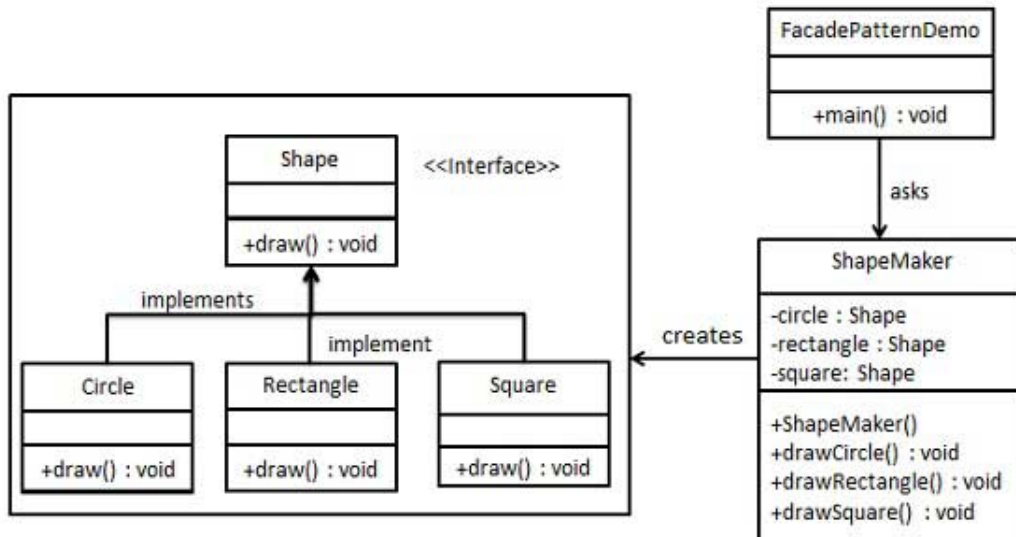 FacadePatternDemo
+main() : void
asks
Shape
<<Interface>>
+draw() : void
implements
implement
Circle
+draw() : void
Rectangle
+draw() : void
Square
+draw() : void
creates
ShapeMaker
-circle : Shape
-rectangle : Shape
-square: Shape
+ShapeMaker()
+drawCircle() : void
+drawRectangle() : void
+drawSquare() : void